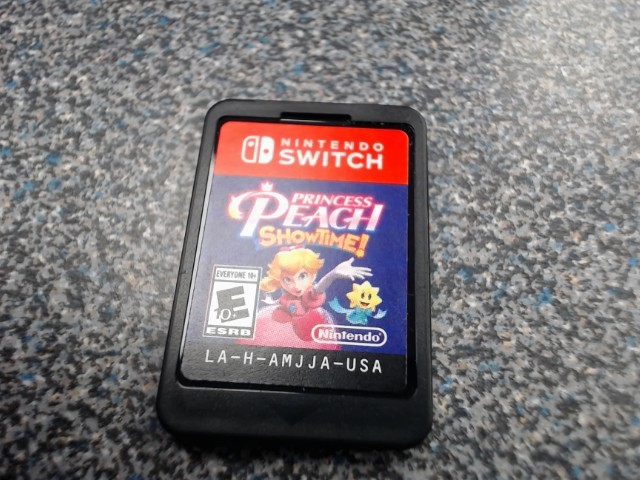 NINTENDO
SWITCH
PRINCESS
PEACH
SHOWTIME!
EVERYONE 10+
E
10+
ESRB
Nintendo
LA-H-AMJJA-USA